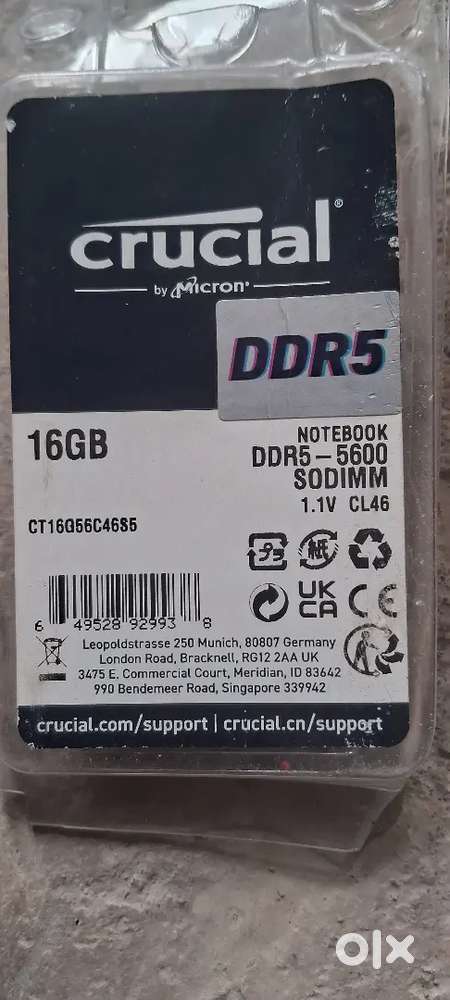 crucial®
by Micron®
DDR5
16GB
NOTEBOOK
DDR5-5600
SODIMM
1.1V CL46
CT16G56C46S5
紙
UK
CA
CE
6 49528 92993 8
Leopoldstrasse 250 Munich, 80807 Germany
London Road, Bracknell, RG12 2AA UK
3475 E. Commercial Court, Meridian, ID 83642
990 Bendemeer Road, Singapore 339942
crucial.com/support | crucial.cn/support
olx